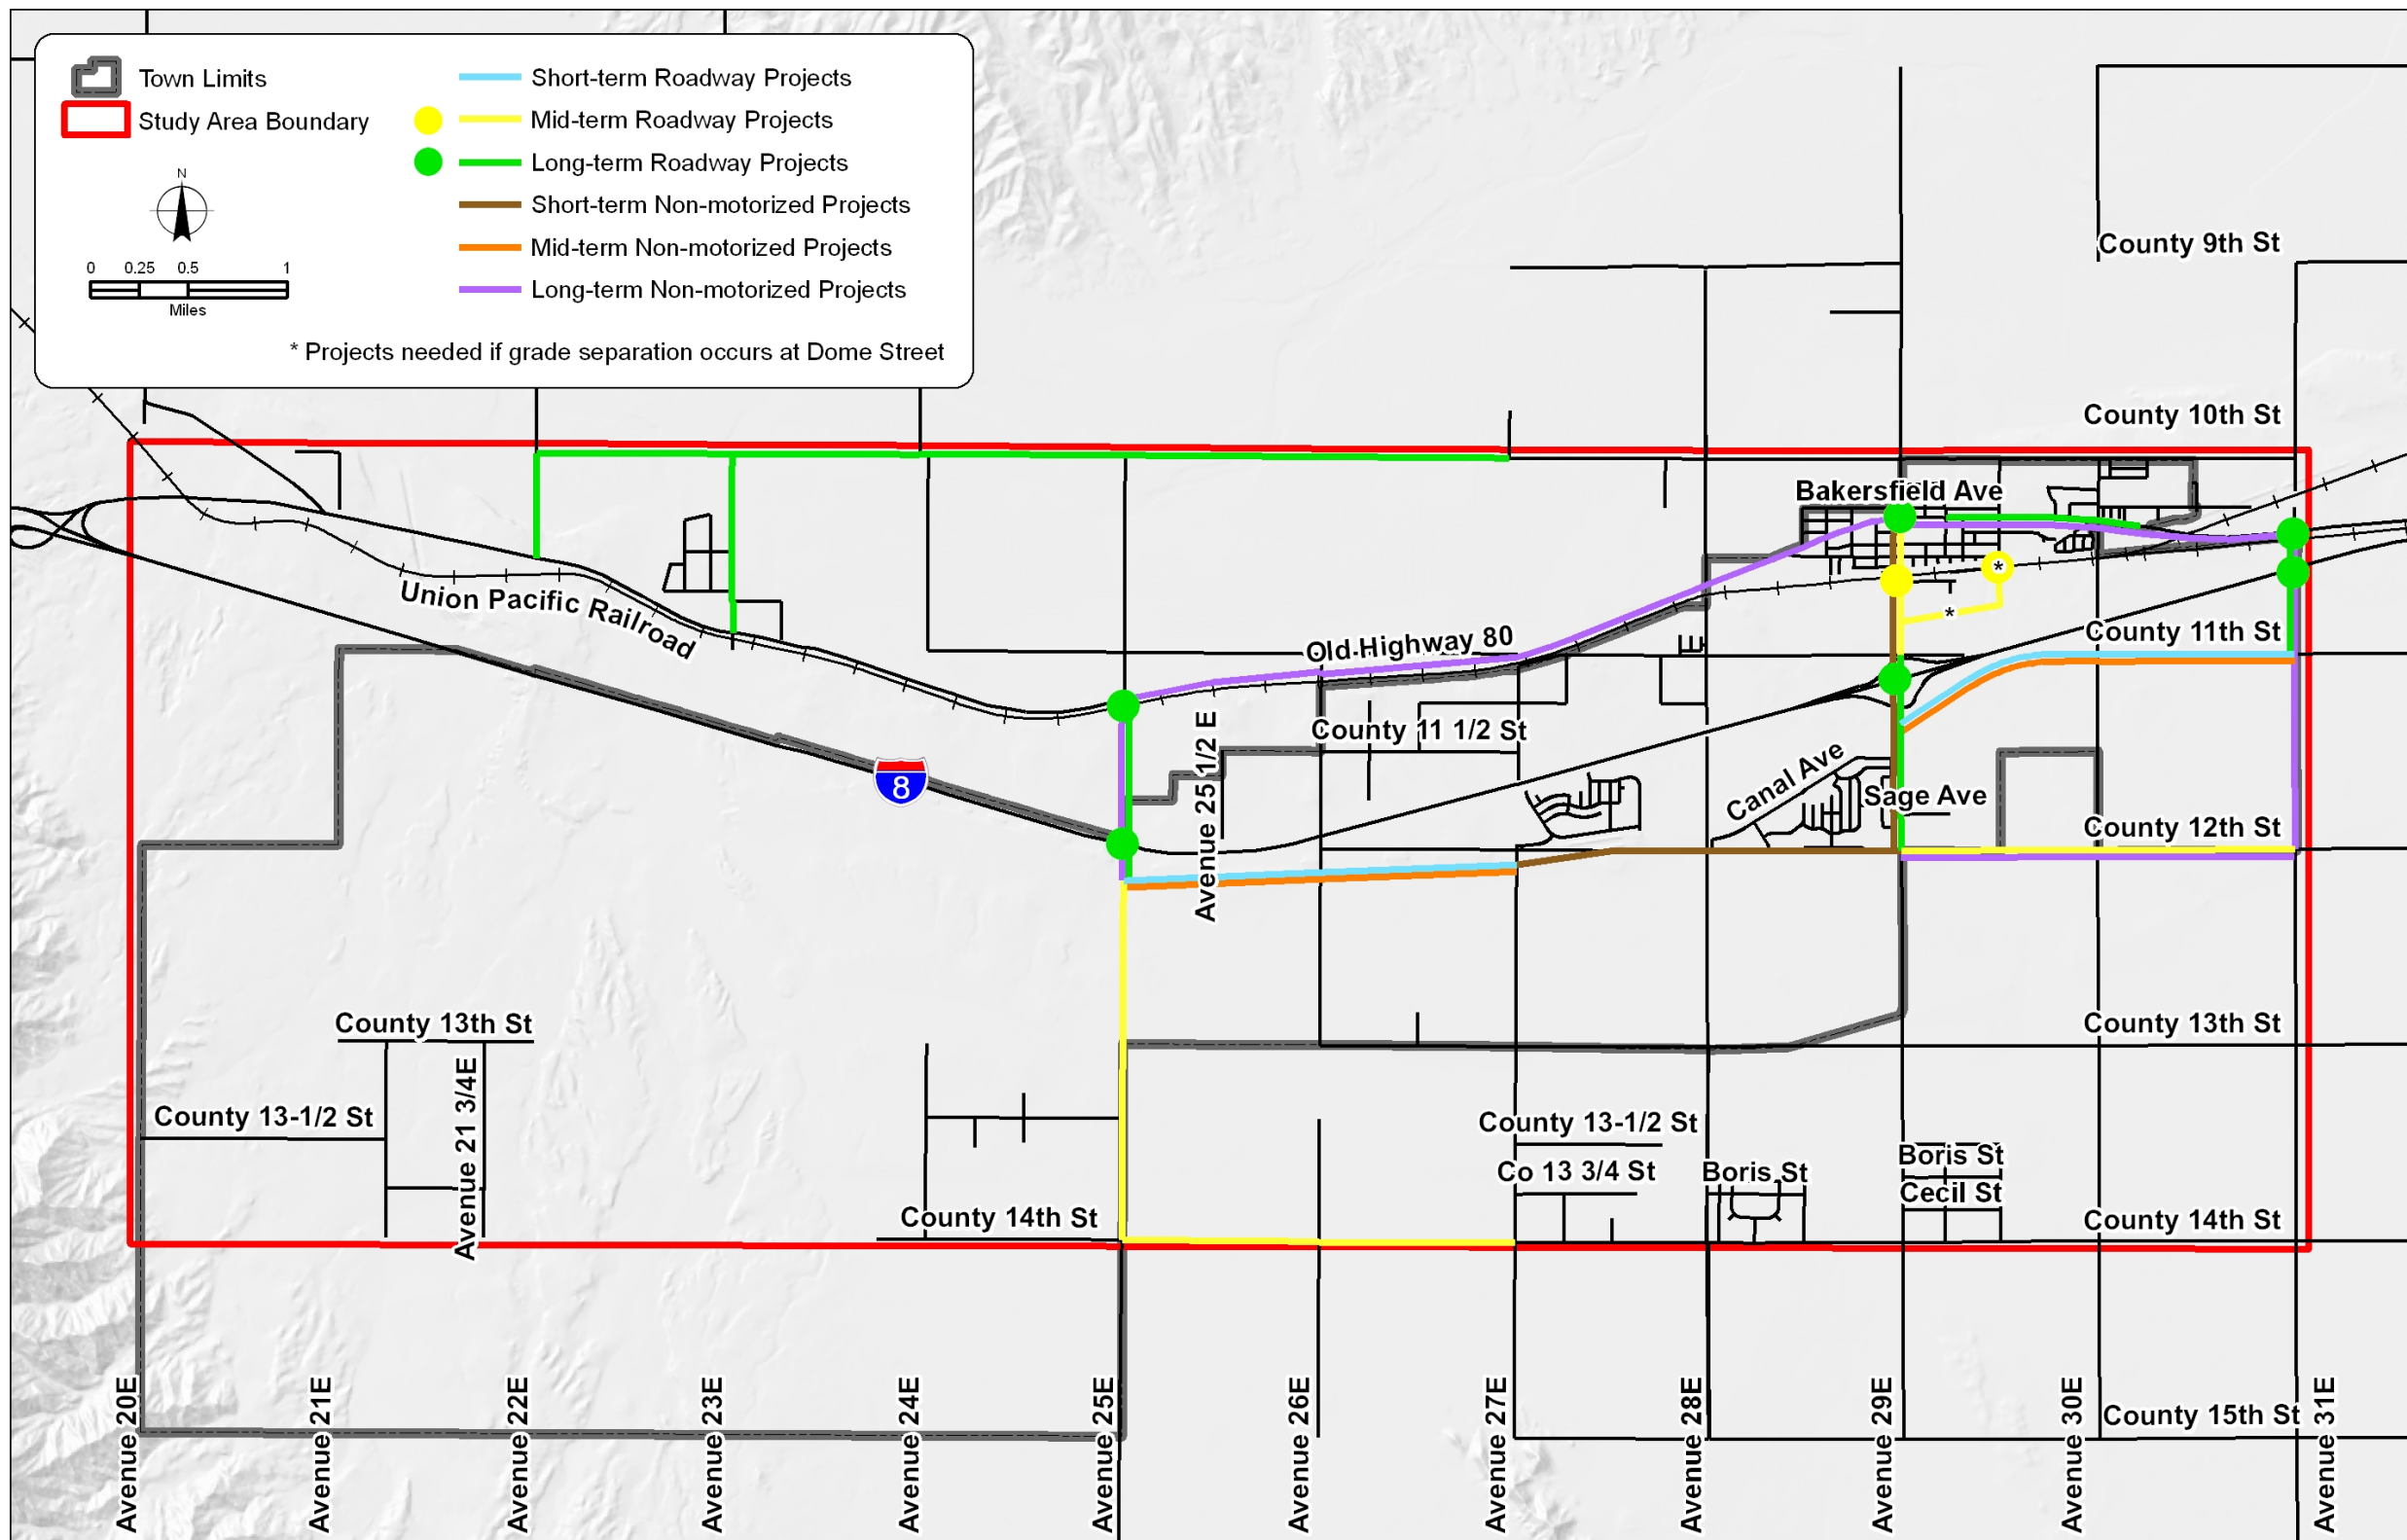 Town Limits
Study Area Boundary
N
0 0.25 0.5 1
Miles
Short-term Roadway Projects
Mid-term Roadway Projects
Long-term Roadway Projects
Short-term Non-motorized Projects
Mid-term Non-motorized Projects
Long-term Non-motorized Projects
* Projects needed if grade separation occurs at Dome Street
County 9th St
County 10th St
Bakersfield Ave
*
*
Union Pacific Railroad
Old Highway 80
County 11th St
County 11 1/2 St
8
Avenue 25 1/2 E
Canal Ave
Sage Ave
County 12th St
County 13th St
County 13th St
County 13-1/2 St
Avenue 21 3/4E
County 13-1/2 St
Co 13 3/4 St
Boris St
Boris St
Cecil St
County 14th St
County 14th St
County 15th St
Avenue 20E
Avenue 21E
Avenue 22E
Avenue 23E
Avenue 24E
Avenue 25E
Avenue 26E
Avenue 27E
Avenue 28E
Avenue 29E
Avenue 30E
Avenue 31E